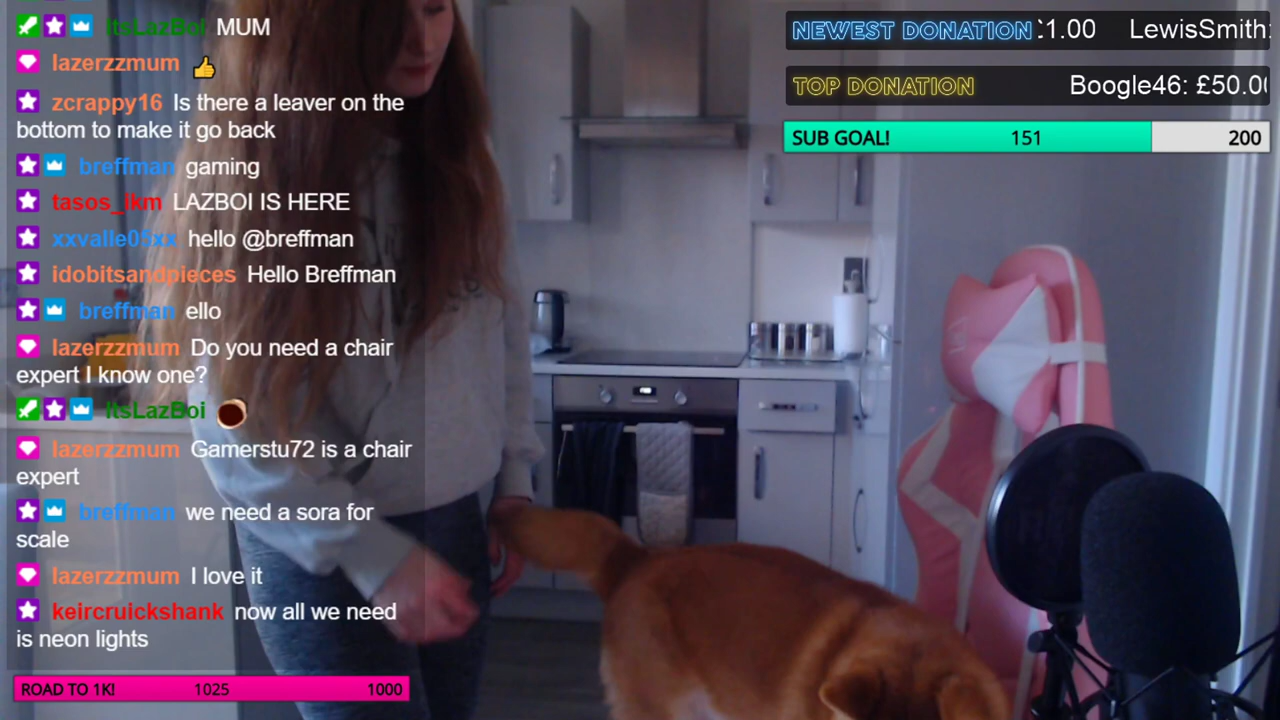 ItsLazBoi MUM
lazerzzmum
zcrappy16 Is there a leaver on the
bottom to make it go back
breffman gaming
tasos_lkm LAZBOI IS HERE
xxvalle05xx hello @breffman
idobitsandpieces Hello Breffman
breffman ello
lazerzzmum Do you need a chair
expert I know one?
ItsLazBoi
lazerzzmum Gamerstu72 is a chair
expert
breffman we need a sora for
scale
lazerzzmum I love it
keircruickshank now all we need
is neon lights
ROAD TO 1K! 1025 1000
NEWEST DONATION 1.00 LewisSmith:
TOP DONATION Boogle46: £50.00
SUB GOAL! 151 200